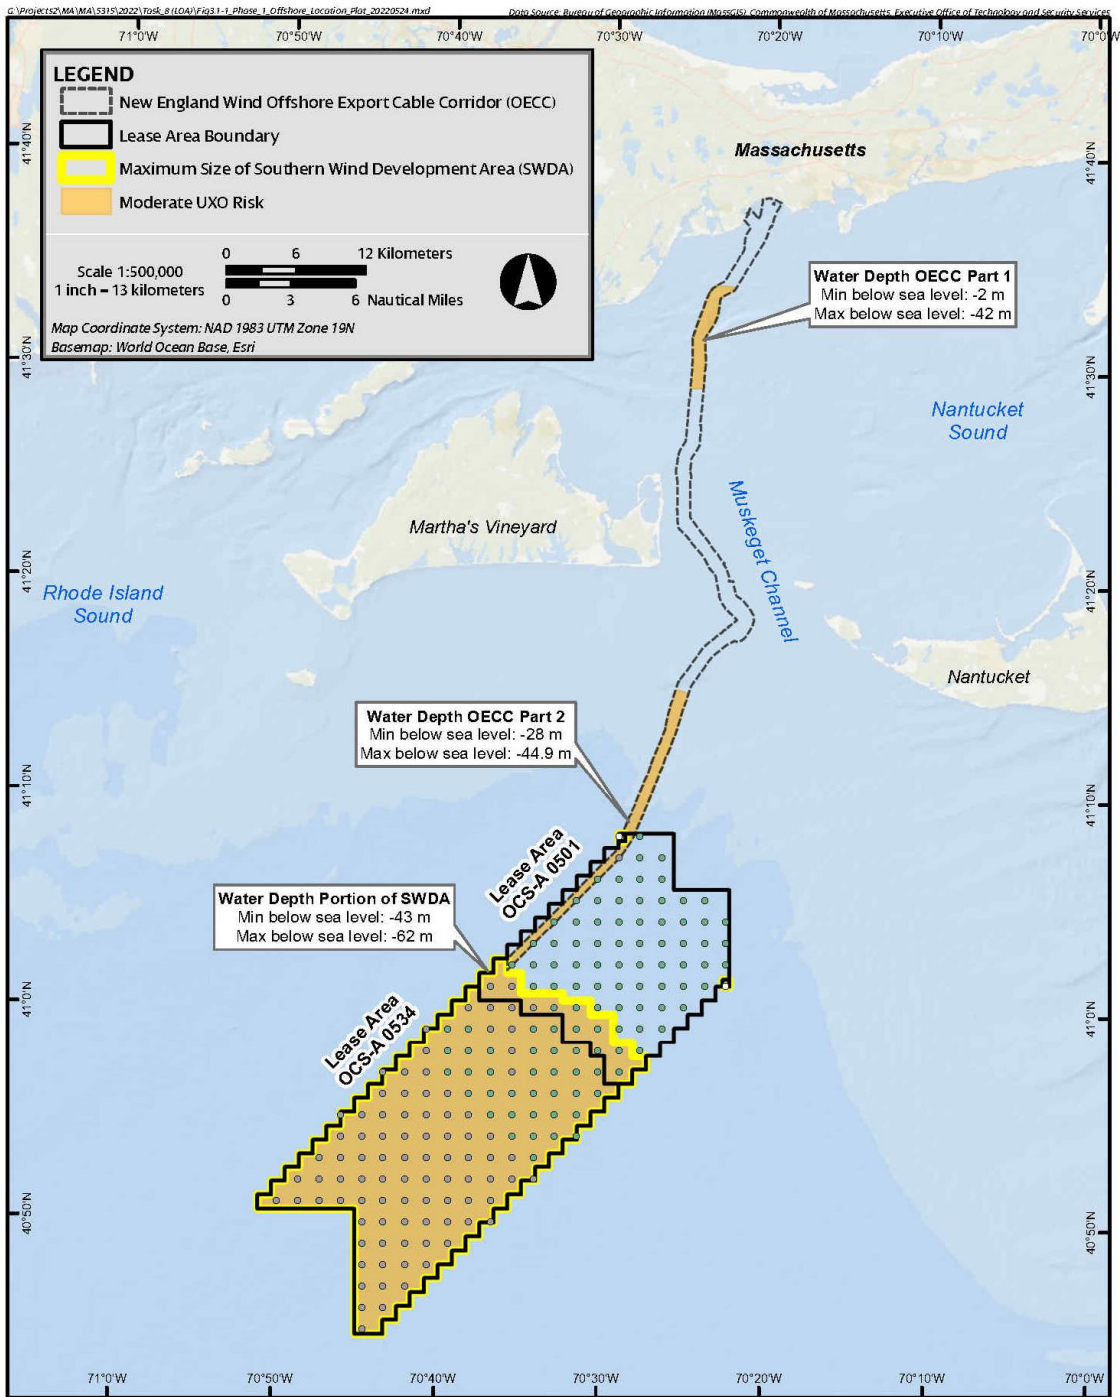 G:\Projects2\MA\MA\5315\2022\Task_8 (LOA)\Fig3.1-1_Phase_1_Offshore_Location_Plat_20220524.mxd
Data Source: Bureau of Geographic Information (MassGIS), Commonwealth of Massachusetts, Executive Office of Technology and Security Services
71°0'W 70°50'W 70°40'W 70°30'W 70°20'W 70°0'W
LEGEND
New England Wind Offshore Export Cable Corridor (OECC)
Lease Area Boundary
Maximum Size of Southern Wind Development Area (SWDA)
Moderate UXO Risk
0 6 12 Kilometers
Scale 1:500,000
1 inch = 13 kilometers
0 3 6 Nautical Miles
Map Coordinate System: NAD 1983 UTM Zone 19N
Basemap: World Ocean Base, Esri
41°40'N
41°40'N
Massachusetts
Water Depth OECC Part 1
Min below sea level: -2 m
Max below sea level: -42 m
41°30'N
41°30'N
Nantucket
Sound
Muskeget Channel
Martha's Vineyard
41°20'N
41°20'N
Rhode Island
Sound
Nantucket
Water Depth OECC Part 2
Min below sea level: -28 m
Max below sea level: -44.9 m
41°10'N
41°10'N
Lease Area
OCS-A 0501
Water Depth Portion of SWDA
Min below sea level: -43 m
Max below sea level: -62 m
41°0'N
41°0'N
Lease Area
OCS-A 0534
40°50'N
40°50'N
71°0'W 70°50'W 70°40'W 70°30'W 70°20'W 70°10'W 70°0'W